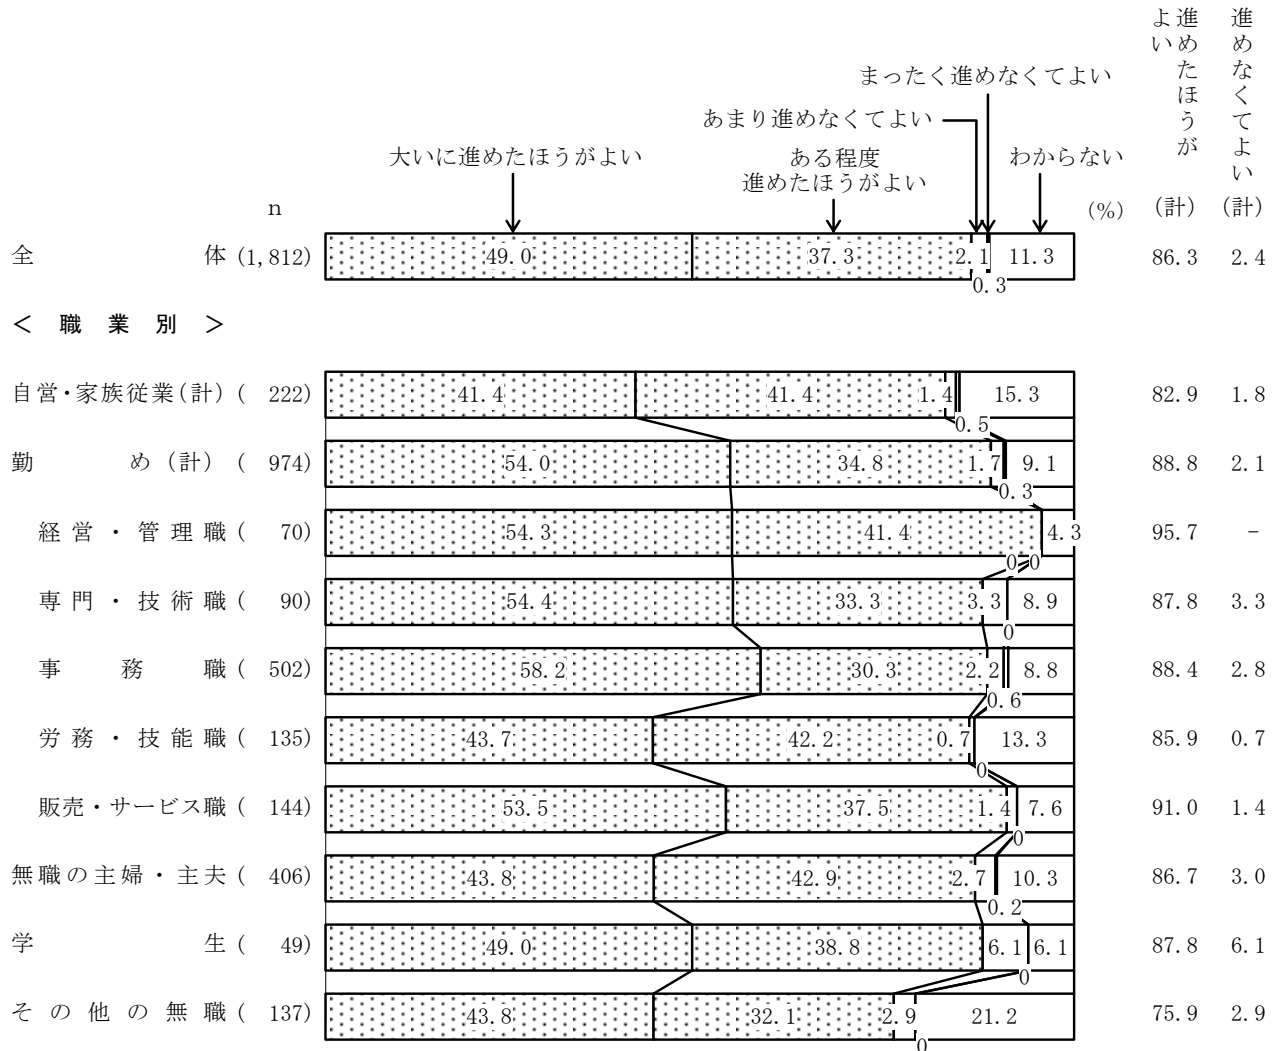 進めたほうがよい
進めなくてよい
まったく進めなくてよい
あまり進めなくてよい
大いに進めたほうがよい
ある程度
進めたほうがよい
わからない
n (%) (計) (計)
全体 (1,812) 49.0 37.3 2.1 0.3 11.3 86.3 2.4
＜職業別＞
自営・家族従業(計) ( 222) 41.4 41.4 1.4 0.5 15.3 82.9 1.8
勤め(計) ( 974) 54.0 34.8 1.7 0.3 9.1 88.8 2.1
経営・管理職 ( 70) 54.3 41.4 0 0 4.3 95.7 -
専門・技術職 ( 90) 54.4 33.3 3.3 0 8.9 87.8 3.3
事務職 ( 502) 58.2 30.3 2.2 0.6 8.8 88.4 2.8
労務・技能職 ( 135) 43.7 42.2 0.7 0 13.3 85.9 0.7
販売・サービス職 ( 144) 53.5 37.5 1.4 0 7.6 91.0 1.4
無職の主婦・主夫 ( 406) 43.8 42.9 2.7 0.2 10.3 86.7 3.0
学生 ( 49) 49.0 38.8 6.1 0 6.1 87.8 6.1
その他の無職 ( 137) 43.8 32.1 2.9 0 21.2 75.9 2.9